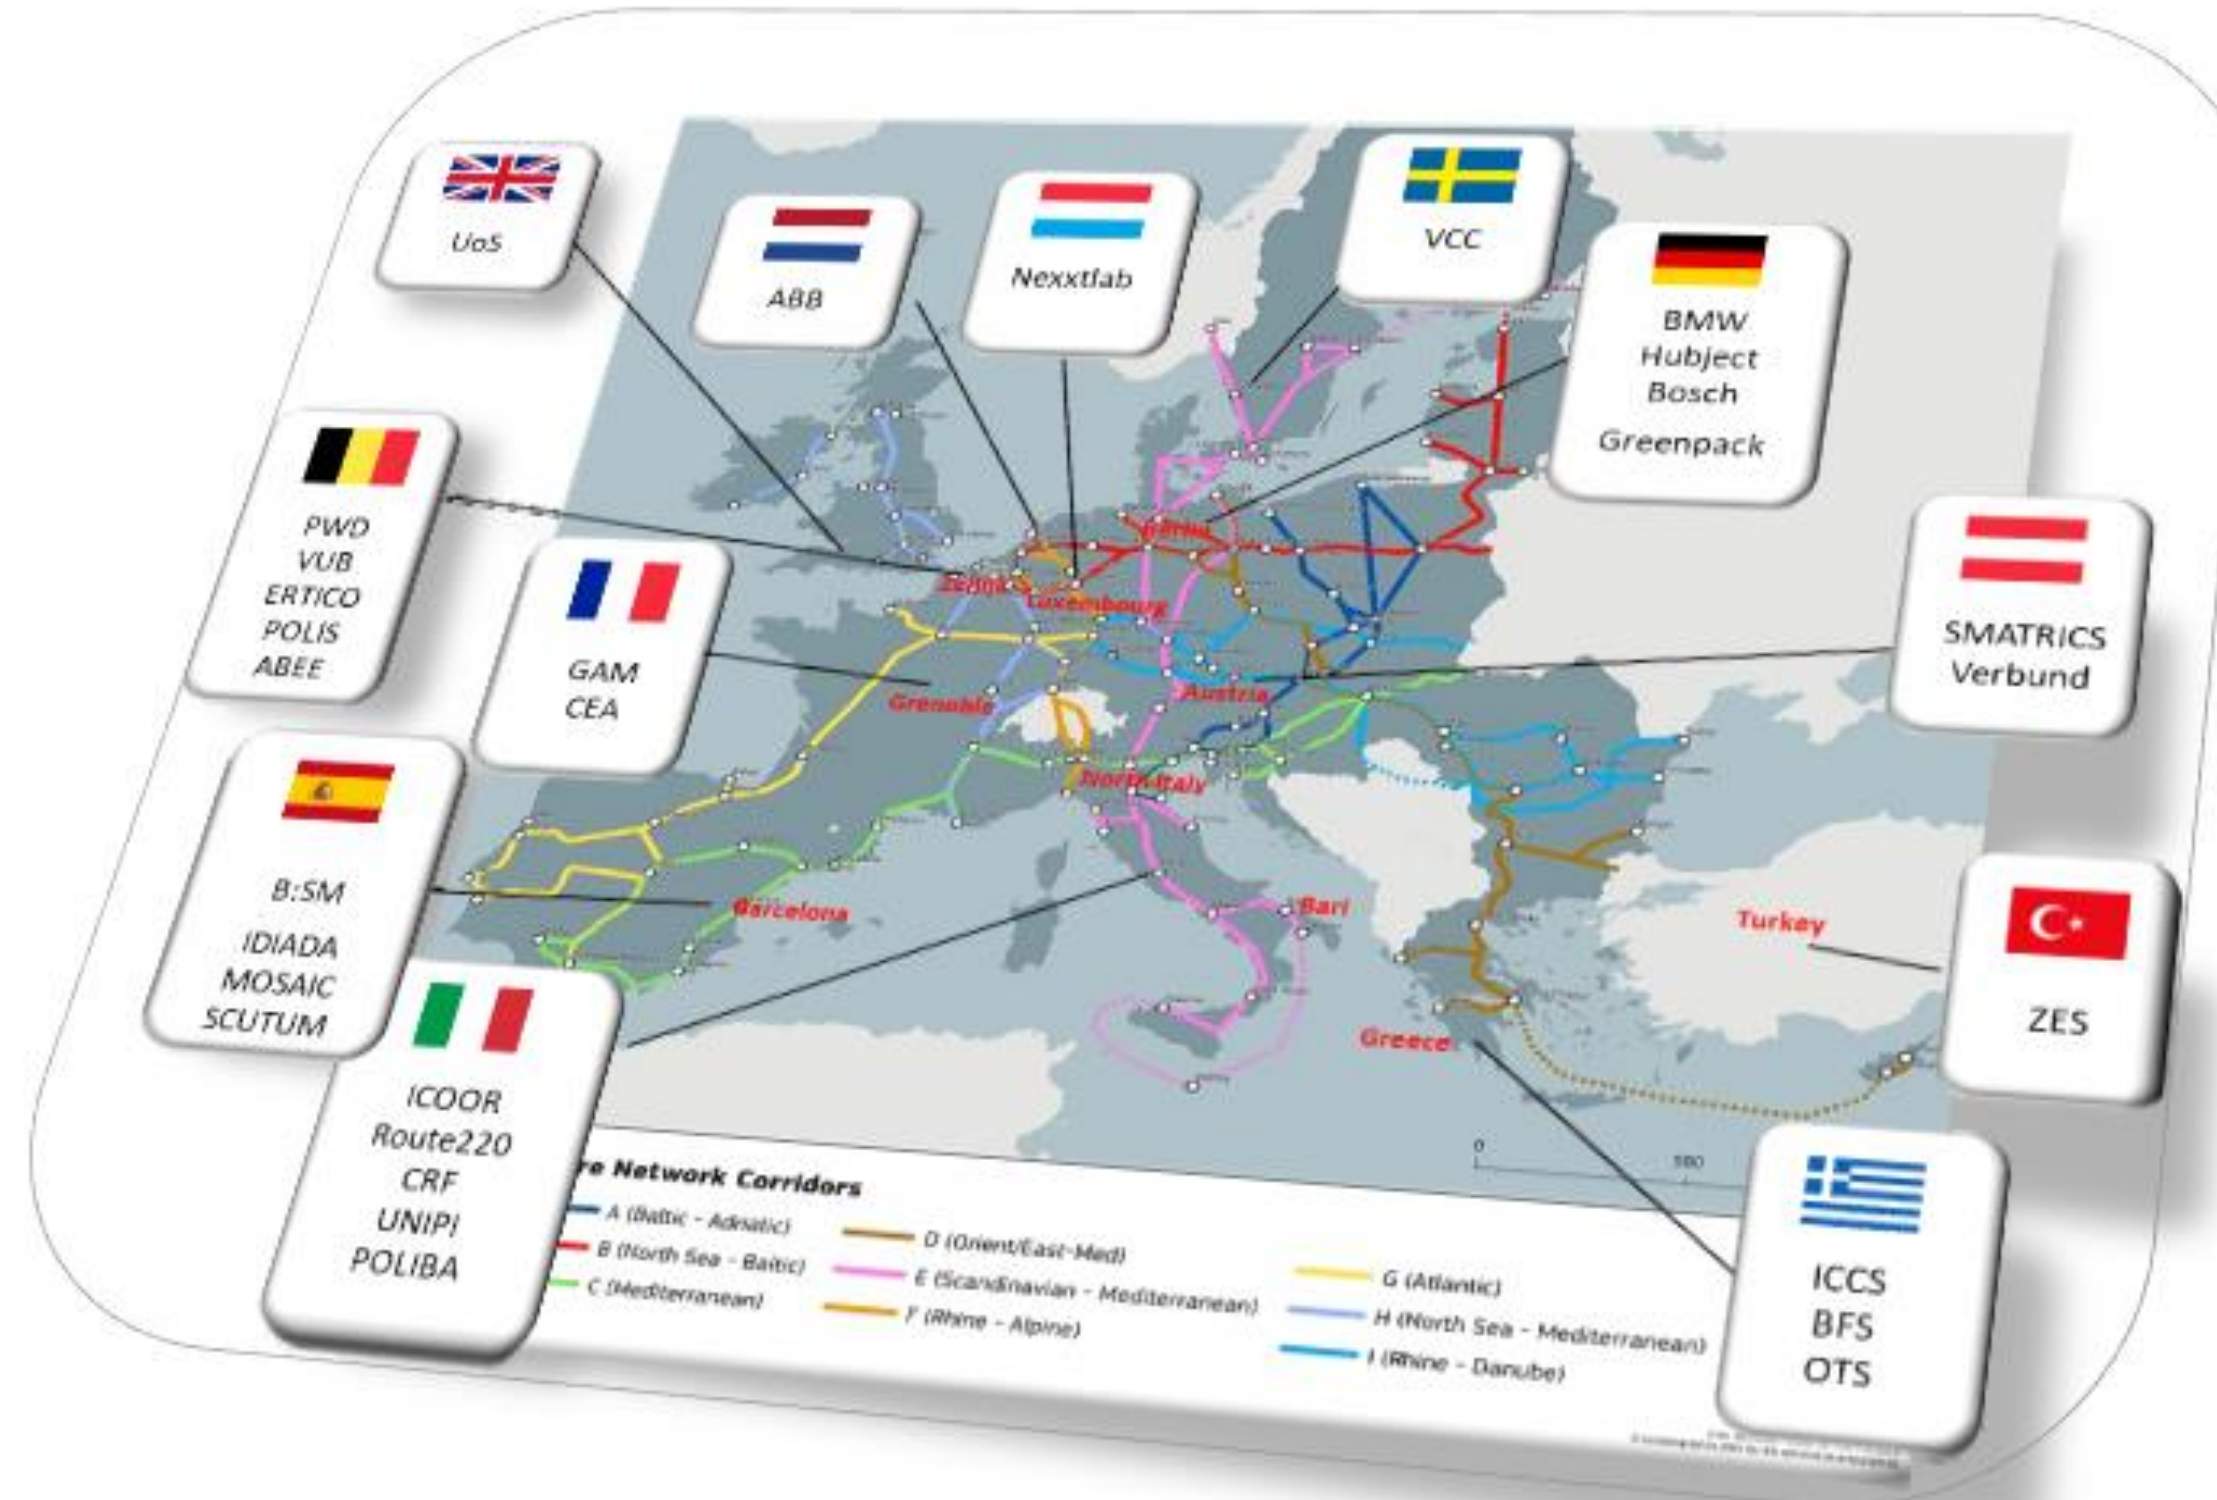 UoS
ABB
Nexxtlab
VCC
BMW
Hubject
Bosch
Greenpack
PWD
VUB
ERTICO
POLIS
ABEE
GAM
CEA
SMATRICS
Verbund
B:SM
IDIADA
MOSAIC
SCUTUM
ICOOR
Route220
CRF
UNIPI
POLIBA
ZES
ICCS
BFS
OTS
Berlin
Zellik
Luxembourg
Grenoble
Austria
North Italy
Barcelona
Bari
Turkey
Greece
0
re Network Corridors
A (Baltic - Adriatic)
B (North Sea - Baltic)
C (Mediterranean)
D (Orient/East-Med)
E (Scandinavian - Mediterranean)
F (Rhine - Alpine)
G (Atlantic)
H (North Sea - Mediterranean)
I (Rhine - Danube)